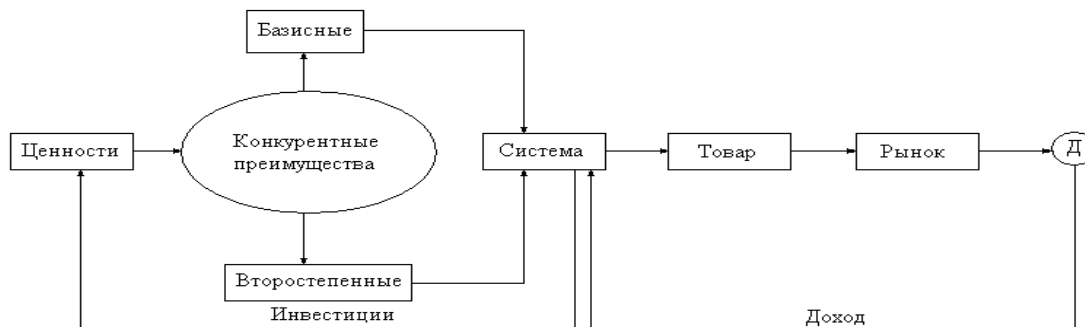 Базисные
Ценности
Конкурентные
преимущества
Система
Товар
Рынок
Д
Второстепенные
Инвестиции
Доход